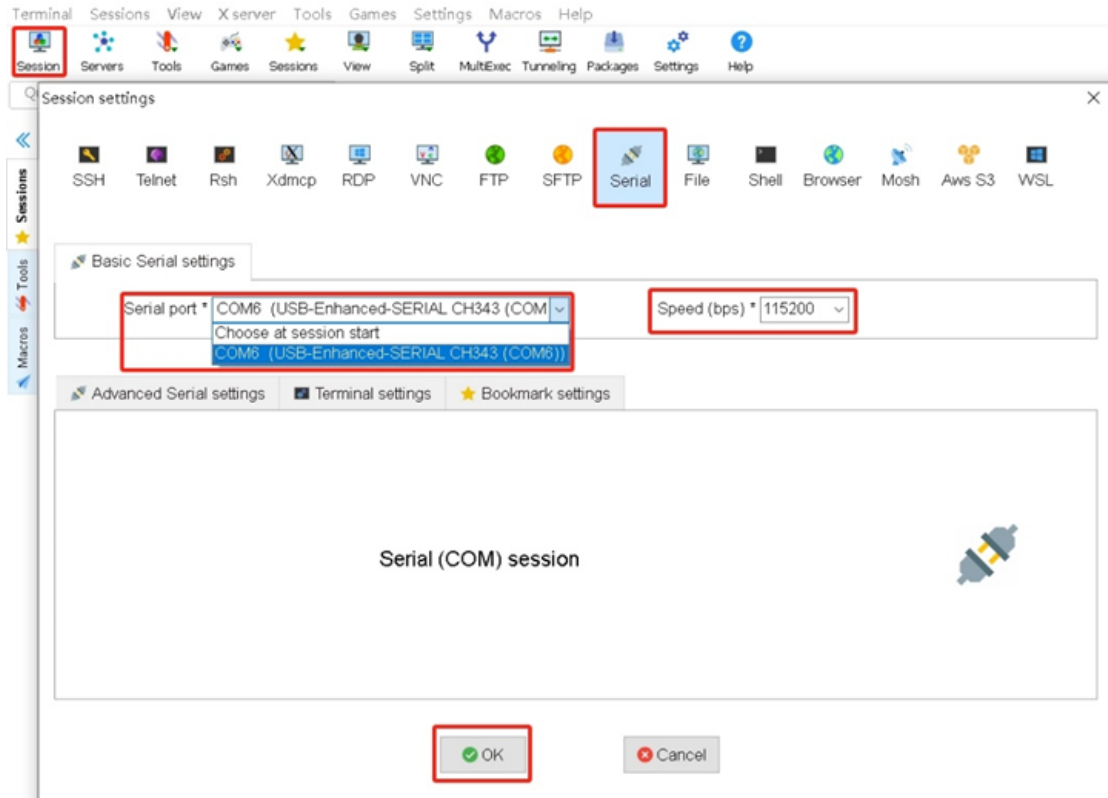 Terminal Sessions View X server Tools Games Settings Macros Help
Session Servers Tools Games Sessions View Split MultiExec Tunneling Packages Settings Help
Session settings
SSH Telnet Rsh Xdmcp RDP VNC FTP SFTP Serial File Shell Browser Mosh Aws S3 WSL
Sessions
Tools
Macros
Basic Serial settings
Serial port * COM6 (USB-Enhanced-SERIAL CH343 (COM Speed (bps) * 115200
Choose at session start
COM6 (USB-Enhanced-SERIAL CH343 (COM6))
Advanced Serial settings Terminal settings Bookmark settings
Serial (COM) session
OK Cancel